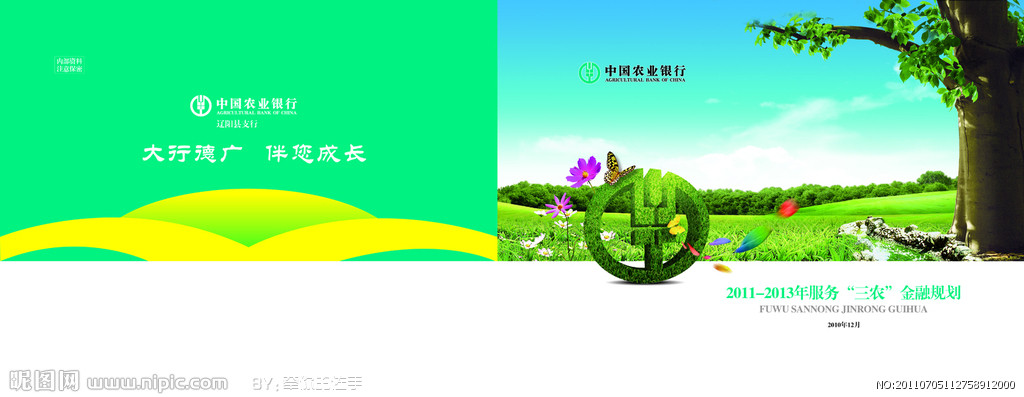 内部资料
注意保密
中国农业银行
AGRICULTURAL BANK OF CHINA
辽阳县支行
大行德广 伴您成长
中国农业银行
AGRICULTURAL BANK OF CHINA
2011-2013年服务“三农”金融规划
FUWU SANNONG JINRONG GUIHUA
2010年12月
昵图网 www.nipic.com
NO:20110705112758912000